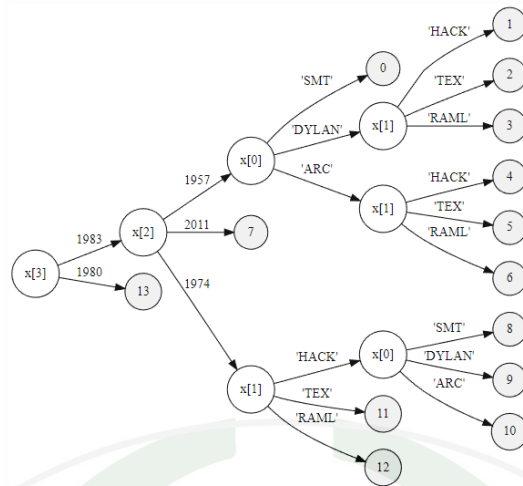 'HACK'
1
'SMT'
0
'TEX'
2
'DYLAN'
x[1]
'RAML'
3
x[0]
'ARC'
'HACK'
4
1957
x[1]
'TEX'
5
x[2]
2011
7
'RAML'
6
1983
x[3]
1980
13
1974
'SMT'
8
'HACK'
x[0]
'DYLAN'
9
x[1]
'TEX'
11
'ARC'
10
'RAML'
12